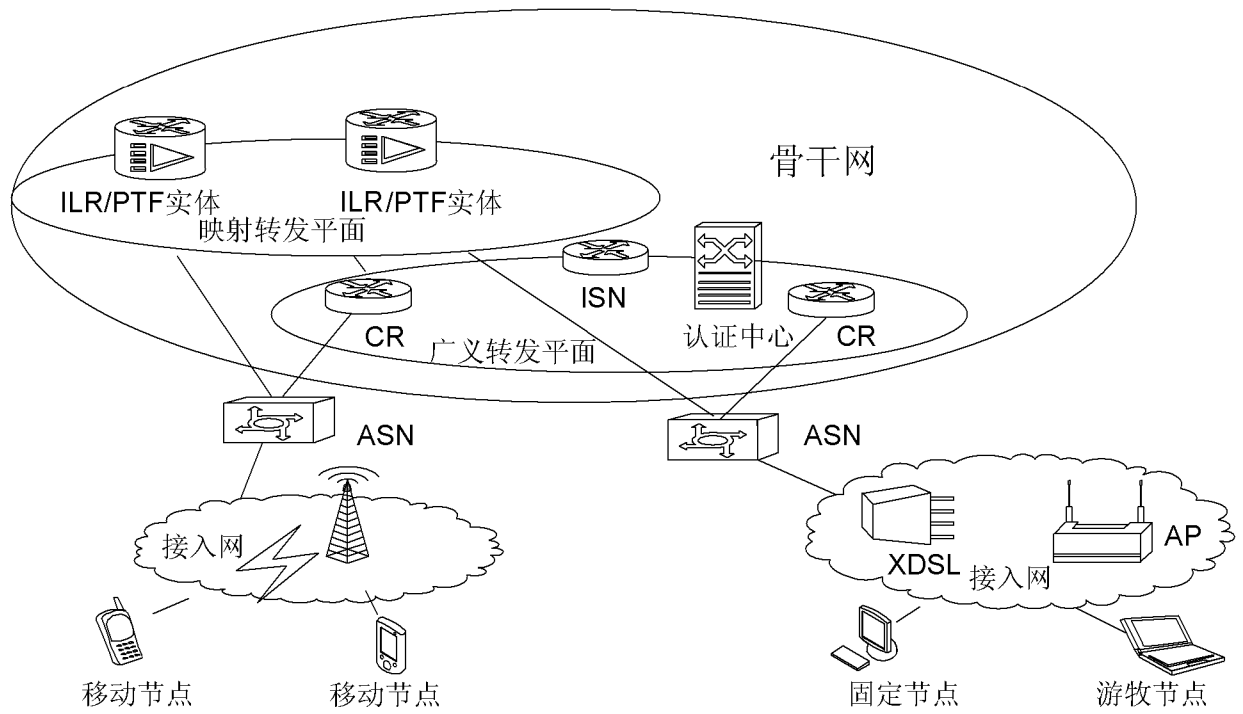 骨干网
ILR/PTF实体
ILR/PTF实体
映射转发平面
ISN
CR
认证中心
CR
广义转发平面
ASN
ASN
接入网
AP
XDSL
接入网
移动节点
移动节点
固定节点
游牧节点